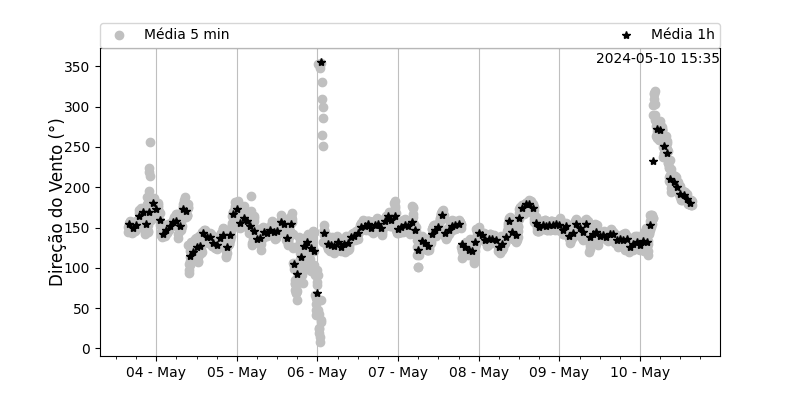 Média 5 min
Média 1h
2024-05-10 15:35
Direção do Vento (°)
350
300
250
200
150
100
50
0
04 - May
05 - May
06 - May
07 - May
08 - May
09 - May
10 - May